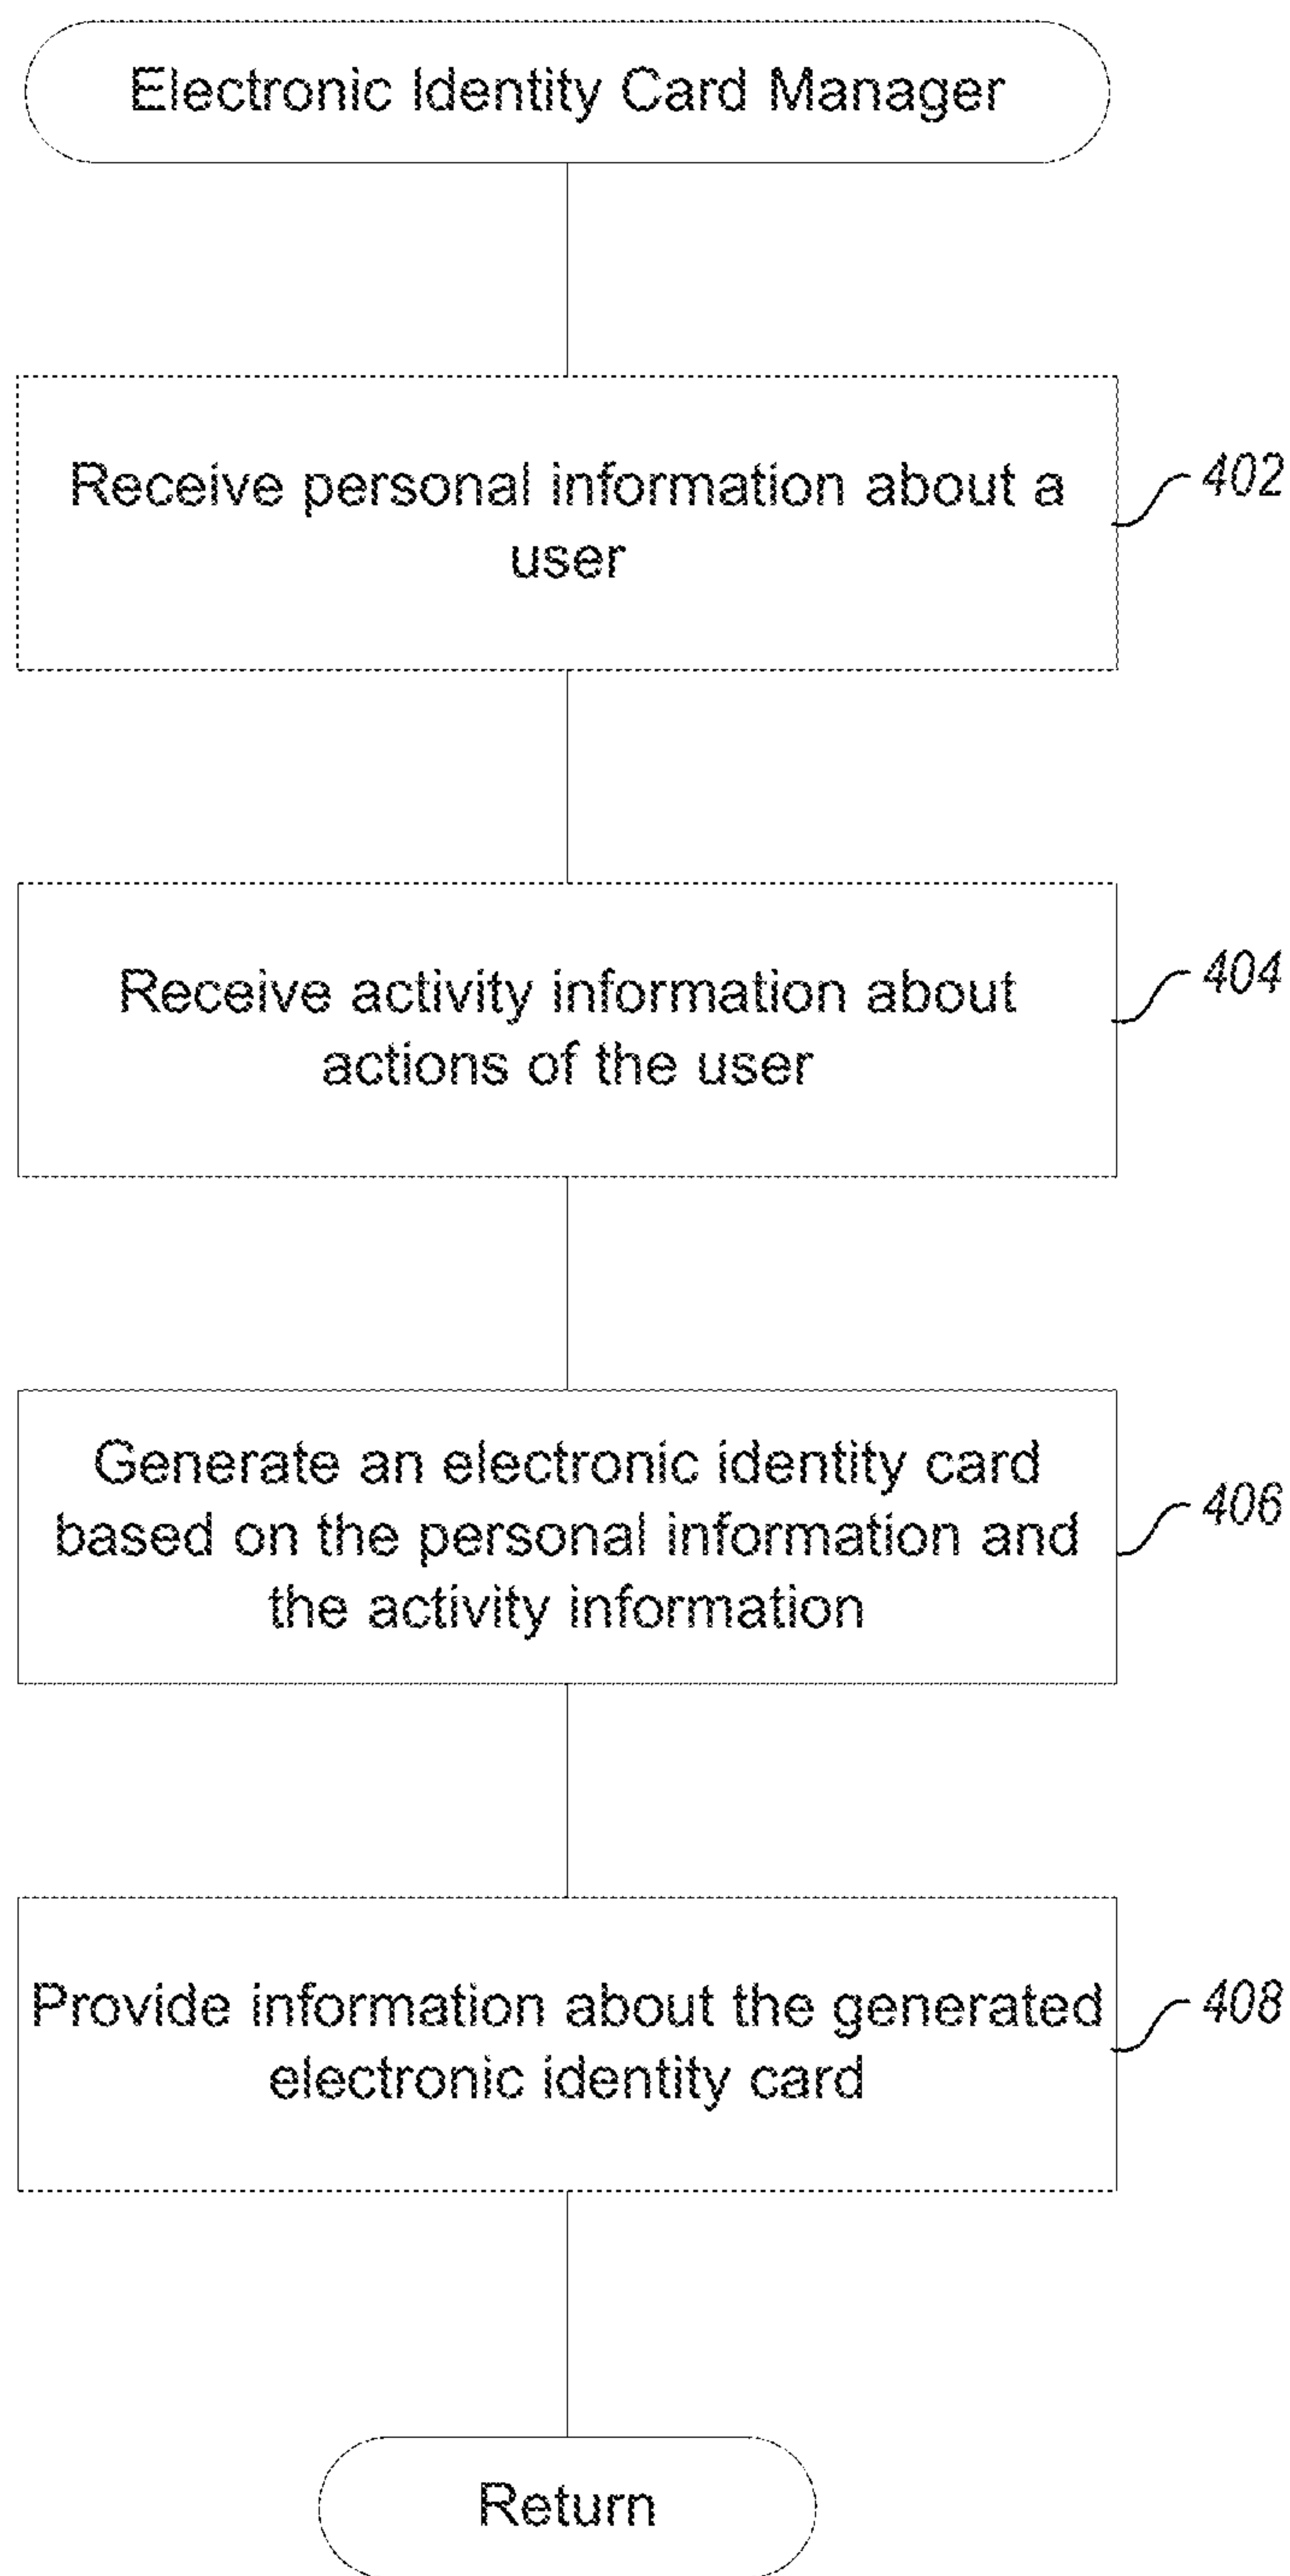 Electronic Identity Card Manager
Receive personal information about a
user
402
Receive activity information about
actions of the user
404
Generate an electronic identity card
based on the personal information and
the activity information
406
Provide information about the generated
electronic identity card
408
Return